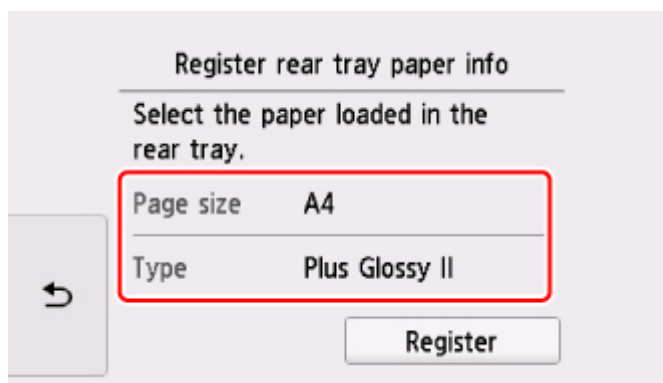 Register rear tray paper info
Select the paper loaded in the
rear tray.
Page size A4
Type Plus Glossy II
Register